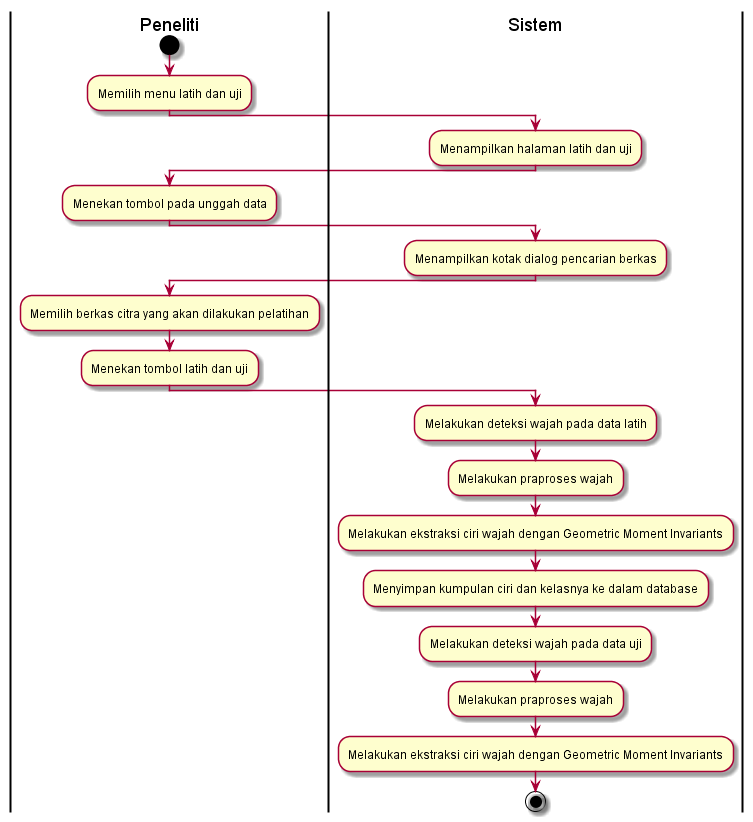 Peneliti
Sistem
Memilih menu latih dan uji
Menampilkan halaman latih dan uji
Menekan tombol pada unggah data
Menampilkan kotak dialog pencarian berkas
Memilih berkas citra yang akan dilakukan pelatihan
Menekan tombol latih dan uji
Melakukan deteksi wajah pada data latih
Melakukan praproses wajah
Melakukan ekstraksi ciri wajah dengan Geometric Moment Invariants
Menyimpan kumpulan ciri dan kelasnya ke dalam database
Melakukan deteksi wajah pada data uji
Melakukan praproses wajah
Melakukan ekstraksi ciri wajah dengan Geometric Moment Invariants